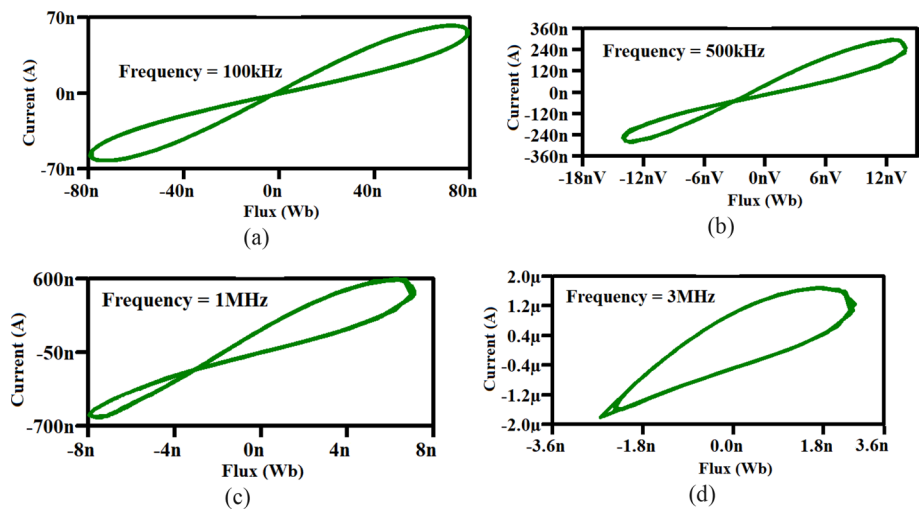 70n
0n
-70n
Current (A)
Frequency = 100kHz
-80n -40n 0n 40n 80n
Flux (Wb)
(a)
360n
240n
120n
0n
-120n
-240n
-360n
Current (A)
Frequency = 500kHz
-18nV -12nV -6nV 0nV 6nV 12nV
Flux (Wb)
(b)
600n
-50n
-700n
Current (A)
Frequency = 1MHz
-8n -4n 0n 4n 8n
Flux (Wb)
(c)
2.0µ
1.2µ
0.4µ
-0.4µ
-1.2µ
-2.0µ
Current (A)
Frequency = 3MHz
-3.6n -1.8n 0.0n 1.8n 3.6n
Flux (Wb)
(d)